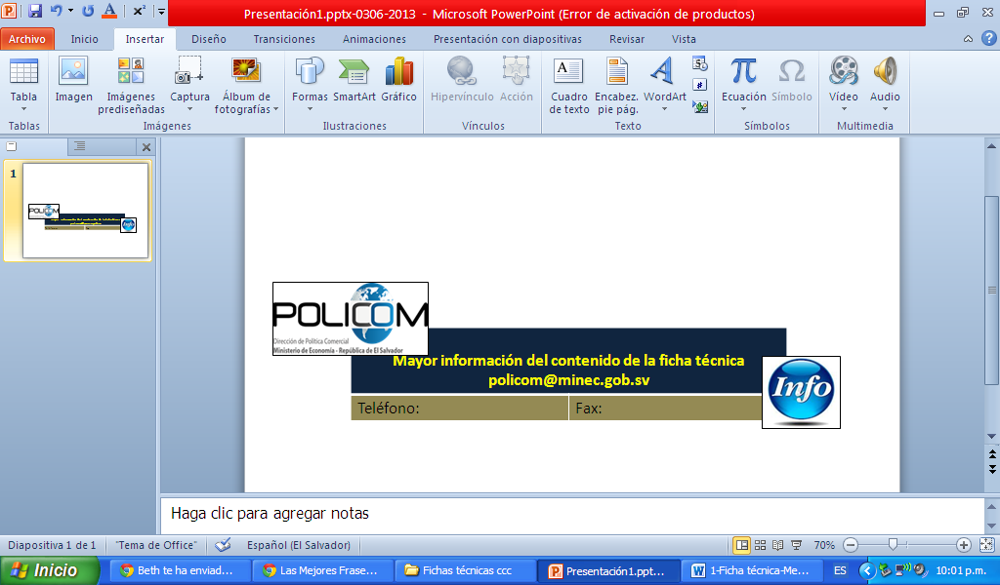 Presentación1.pptx-0306-2013 - Microsoft PowerPoint (Error de activación de productos)
Archivo Inicio Insertar Diseño Transiciones Animaciones Presentación con diapositivas Revisar Vista
Tabla Imagen Imágenes prediseñadas Captura Álbum de fotografías Formas SmartArt Gráfico Hipervínculo Acción Cuadro de texto Encabez. pie pág. WordArt Ecuación Símbolo Vídeo Audio
Tablas Imágenes Ilustraciones Vínculos Texto Símbolos Multimedia
1
POLICOM
Dirección de Política Comercial
Ministerio de Economía - República de El Salvador
Mayor información del contenido de la ficha técnica
policom@minec.gob.sv
Info
Teléfono: Fax:
Haga clic para agregar notas
Diapositiva 1 de 1 "Tema de Office" Español (El Salvador) 70%
Inicio Beth te ha enviad... Las Mejores Frase... Fichas técnicas ccc Presentación1.ppt... 1-Ficha técnica-Me... ES 10:01 p.m.